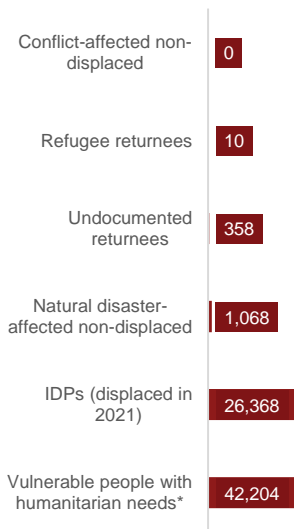 Conflict-affected non-
displaced
0
Refugee returnees
10
Undocumented
returnees
358
Natural disaster-
affected non-displaced
1,068
IDPs (displaced in
2021)
26,368
Vulnerable people with
humanitarian needs*
42,204